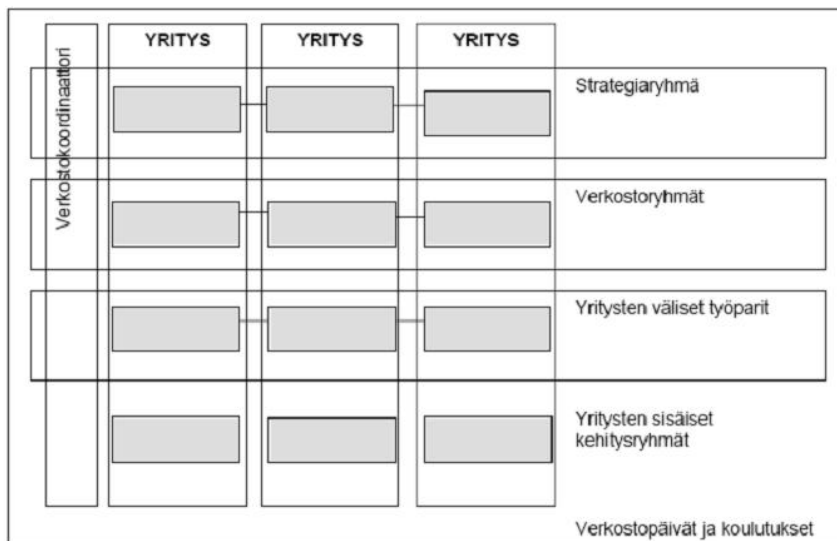 Verkostokoordinaattori
YRITYS
YRITYS
YRITYS
Strategiaryhmä
Verkostoryhmät
Yritysten väliset työparit
Yritysten sisäiset
kehitysryhmät
Verkostopäivät ja koulutukset